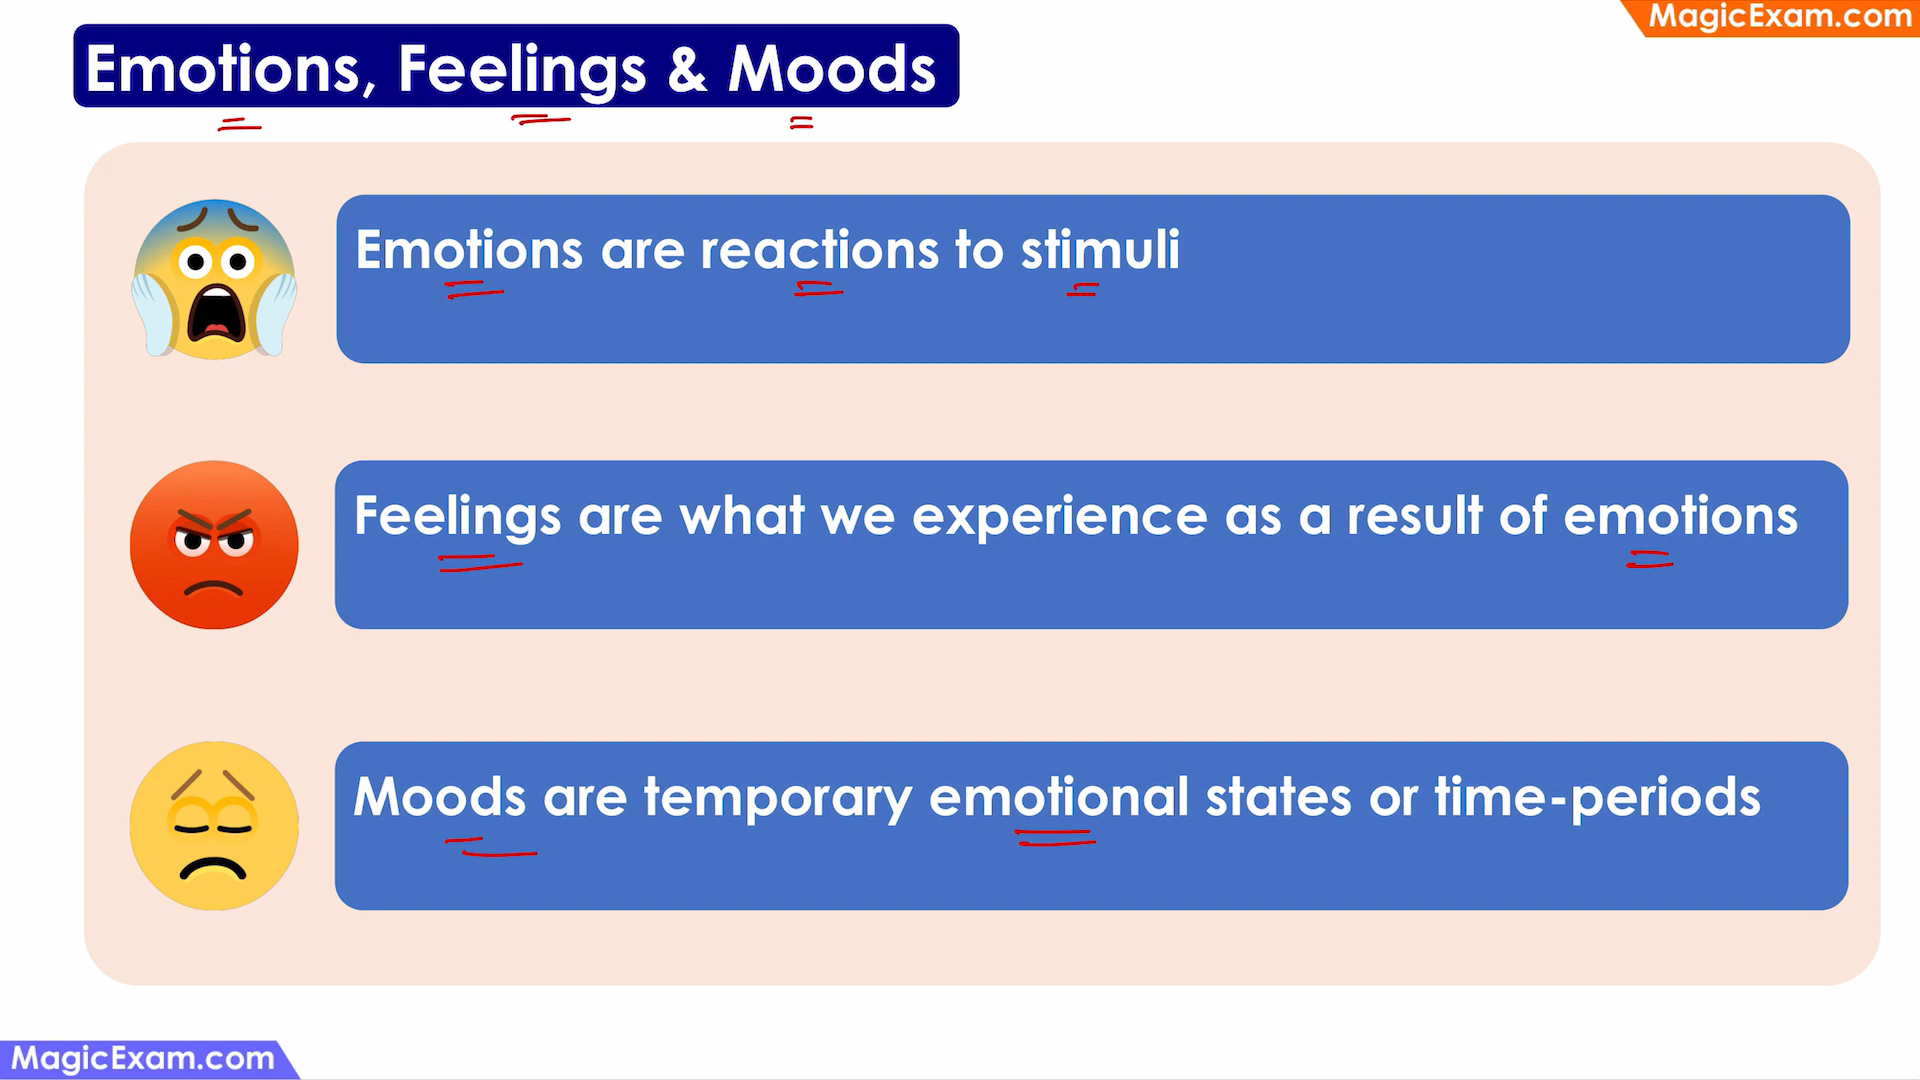 MagicExam.com
Emotions, Feelings & Moods
Emotions are reactions to stimuli
Feelings are what we experience as a result of emotions
Moods are temporary emotional states or time-periods
MagicExam.com